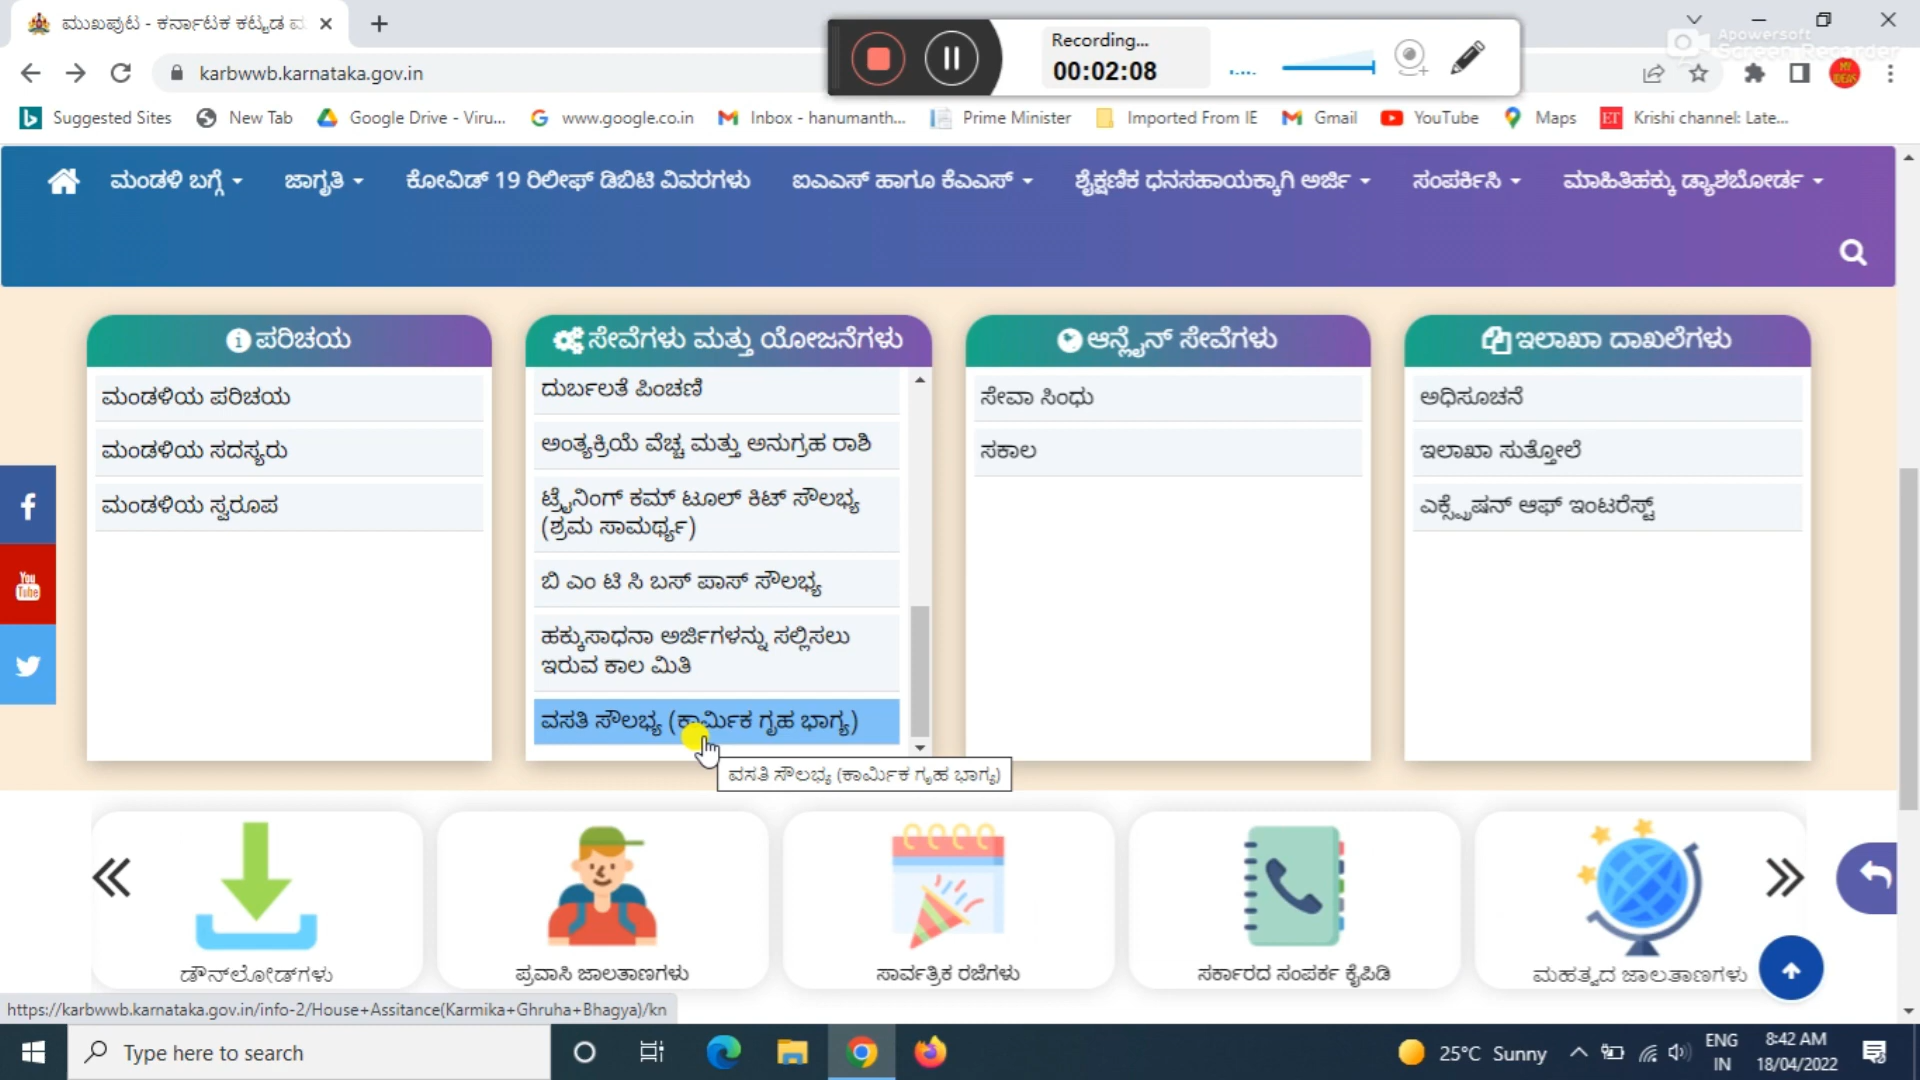 ಮುಖಪುಟ - ಕರ್ನಾಟಕ ಕಟ್ಟಡ ಮ
Recording...
00:02:08
Apowersoft
Screen Recorder
karbwwb.karnataka.gov.in
Suggested Sites
New Tab
Google Drive - Viru...
www.google.co.in
Inbox - hanumanth...
Prime Minister
Imported From IE
Gmail
YouTube
Maps
ET
Krishi channel: Late...
ಮಂಡಳಿ ಬಗ್ಗೆ
ಜಾಗೃತಿ
ಕೋವಿಡ್ 19 ರಿಲೀಫ್ ಡಿಬಿಟಿ ವಿವರಗಳು
ಐಎಎಸ್ ಹಾಗೂ ಕೆಎಎಸ್
ಶೈಕ್ಷಣಿಕ ಧನಸಹಾಯಕ್ಕಾಗಿ ಅರ್ಜಿ
ಸಂಪರ್ಕಿಸಿ
ಮಾಹಿತಿಹಕ್ಕು ಡ್ಯಾಶಬೋರ್ಡ
ಪರಿಚಯ
ಮಂಡಳಿಯ ಪರಿಚಯ
ಮಂಡಳಿಯ ಸದಸ್ಯರು
ಮಂಡಳಿಯ ಸ್ವರೂಪ
ಸೇವೆಗಳು ಮತ್ತು ಯೋಜನೆಗಳು
ದುರ್ಬಲತೆ ಪಿಂಚಣಿ
ಅಂತ್ಯಕ್ರಿಯೆ ವೆಚ್ಚ ಮತ್ತು ಅನುಗ್ರಹ ರಾಶಿ
ಟ್ರೈನಿಂಗ್ ಕಮ್ ಟೂಲ್ ಕಿಟ್ ಸೌಲಭ್ಯ
(ಶ್ರಮ ಸಾಮರ್ಥ್ಯ)
ಬಿ ಎಂ ಟಿ ಸಿ ಬಸ್ ಪಾಸ್ ಸೌಲಭ್ಯ
ಹಕ್ಕುಸಾಧನಾ ಅರ್ಜಿಗಳನ್ನು ಸಲ್ಲಿಸಲು
ಇರುವ ಕಾಲ ಮಿತಿ
ವಸತಿ ಸೌಲಭ್ಯ (ಕಾರ್ಮಿಕ ಗೃಹ ಭಾಗ್ಯ)
ವಸತಿ ಸೌಲಭ್ಯ (ಕಾರ್ಮಿಕ ಗೃಹ ಭಾಗ್ಯ)
ಆನ್ಲೈನ್ ಸೇವೆಗಳು
ಸೇವಾ ಸಿಂಧು
ಸಕಾಲ
ಇಲಾಖಾ ದಾಖಲೆಗಳು
ಅಧಿಸೂಚನೆ
ಇಲಾಖಾ ಸುತ್ತೋಲೆ
ಎಕ್ಸ್ಪ್ರೆಷನ್ ಆಫ್ ಇಂಟರೆಸ್ಟ್
You
Tube
ಡೌನ್‌ಲೋಡ್‌ಗಳು
ಪ್ರವಾಸಿ ಜಾಲತಾಣಗಳು
ಸಾರ್ವತ್ರಿಕ ರಜೆಗಳು
ಸರ್ಕಾರದ ಸಂಪರ್ಕ ಕೈಪಿಡಿ
ಮಹತ್ವದ ಜಾಲತಾಣಗಳು
https://karbwwb.karnataka.gov.in/info-2/House+Assitance(Karmika+Ghruha+Bhagya)/kn
Type here to search
25°C Sunny
ENG
IN
8:42 AM
18/04/2022